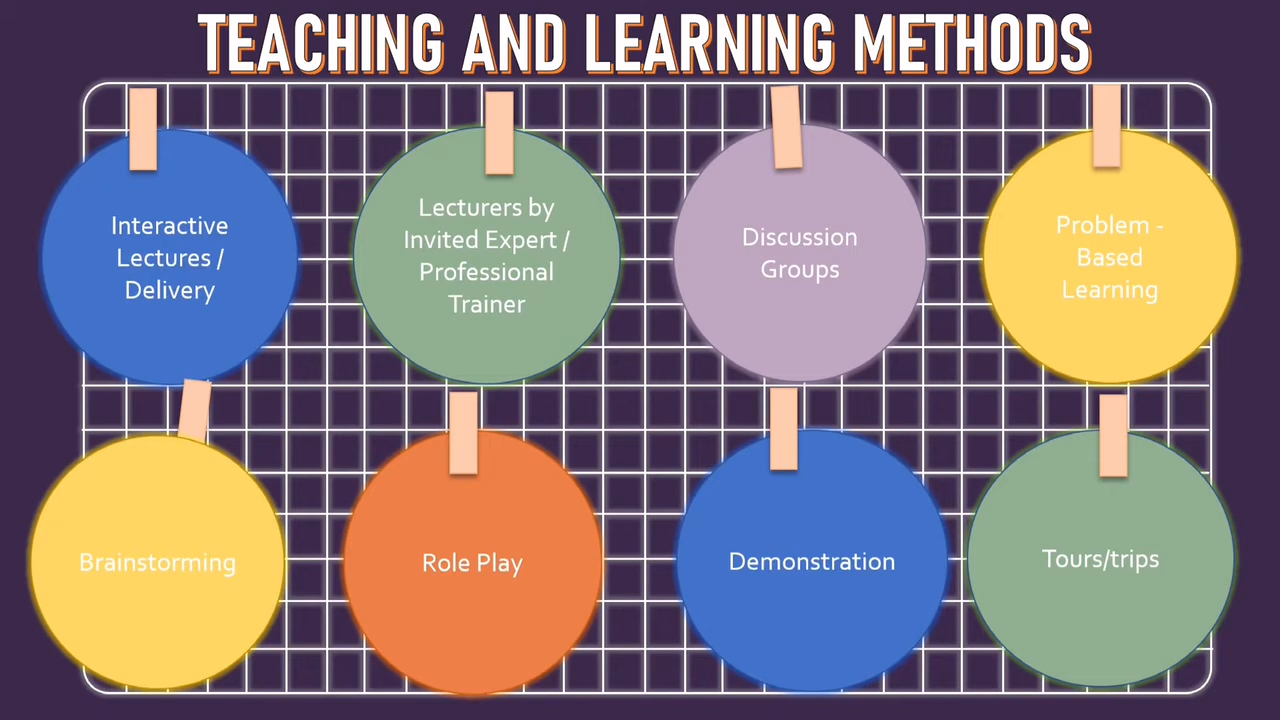 TEACHING AND LEARNING METHODS
Interactive
Lectures /
Delivery
Lecturers by
Invited Expert /
Professional
Trainer
Discussion
Groups
Problem -
Based
Learning
Brainstorming
Role Play
Demonstration
Tours/trips